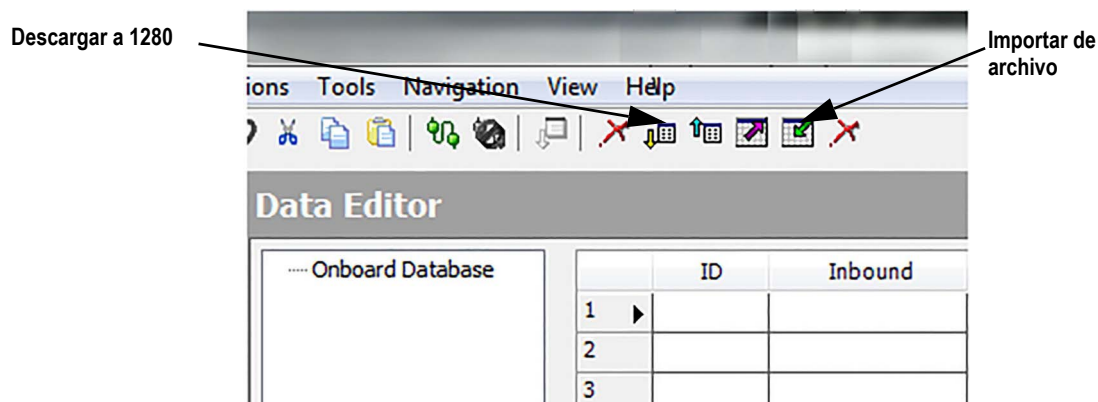 Descargar a 1280
Importar de
archivo
ions Tools Navigation View Help
Data Editor
Onboard Database
ID Inbound
1
2
3